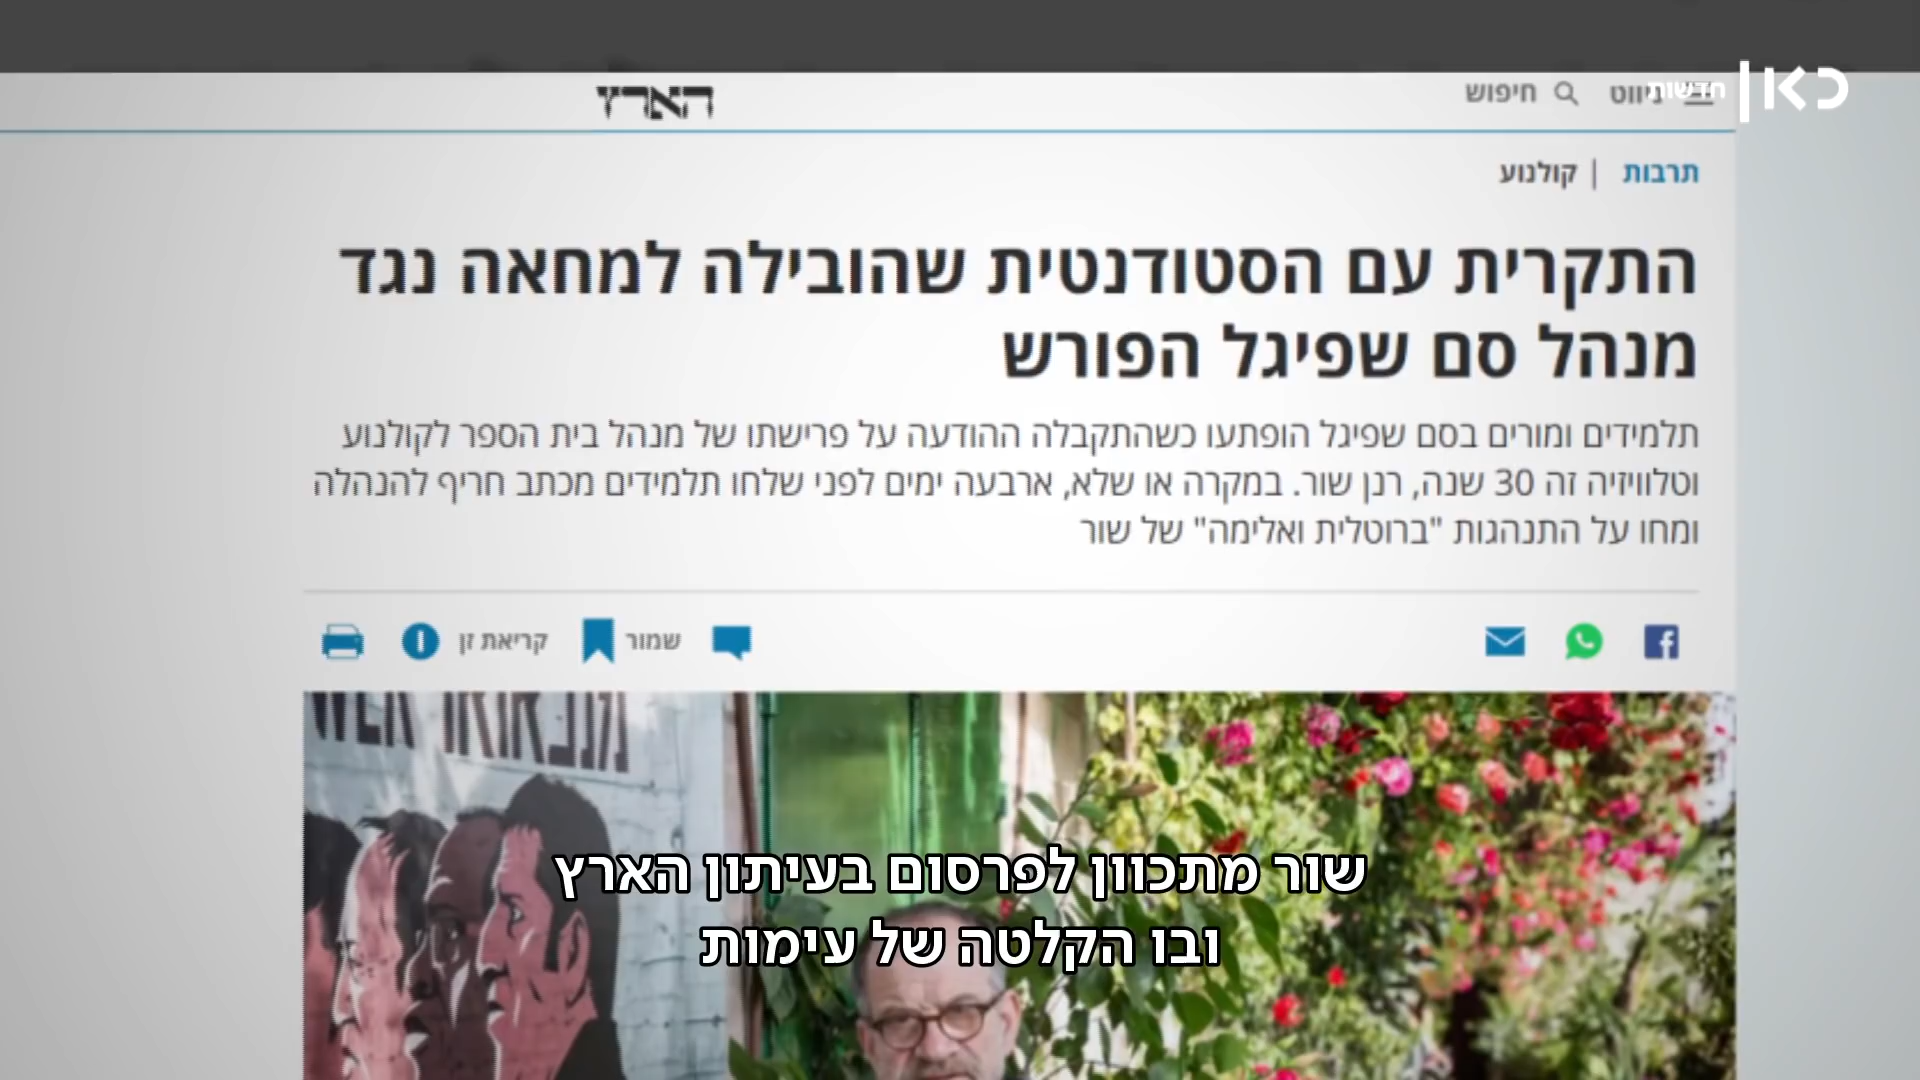 כאן חדשות
הארץ
חיפוש
תרבות | קולנוע
התקרית עם הסטודנטית שהובילה למחאה נגד
מנהל סם שפיגל הפורש
תלמידים ומורים בסם שפיגל הופתעו כשהתקבלה ההודעה על פרישתו של מנהל בית הספר לקולנוע
וטלוויזיה זה 30 שנה, רנן שור. במקרה או שלא, ארבעה ימים לפני שלחו תלמידים מכתב חריף להנהלה
ומחו על התנהגות "ברוטלית ואלימה" של שור
שמור
קריאת זן
שור מתכוון לפרסום בעיתון הארץ
ובו הקלטה של עימות